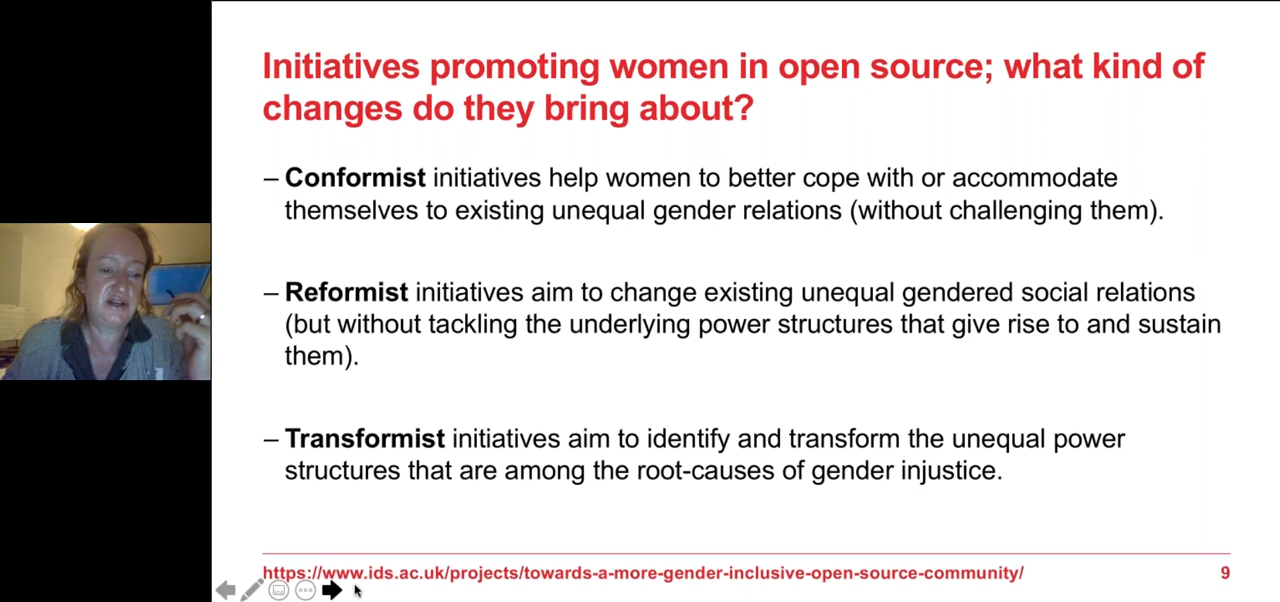 Initiatives promoting women in open source; what kind of
changes do they bring about?
– Conformist initiatives help women to better cope with or accommodate
themselves to existing unequal gender relations (without challenging them).
– Reformist initiatives aim to change existing unequal gendered social relations
(but without tackling the underlying power structures that give rise to and sustain
them).
– Transformist initiatives aim to identify and transform the unequal power
structures that are among the root-causes of gender injustice.
https://www.ids.ac.uk/projects/towards-a-more-gender-inclusive-open-source-community/ 9